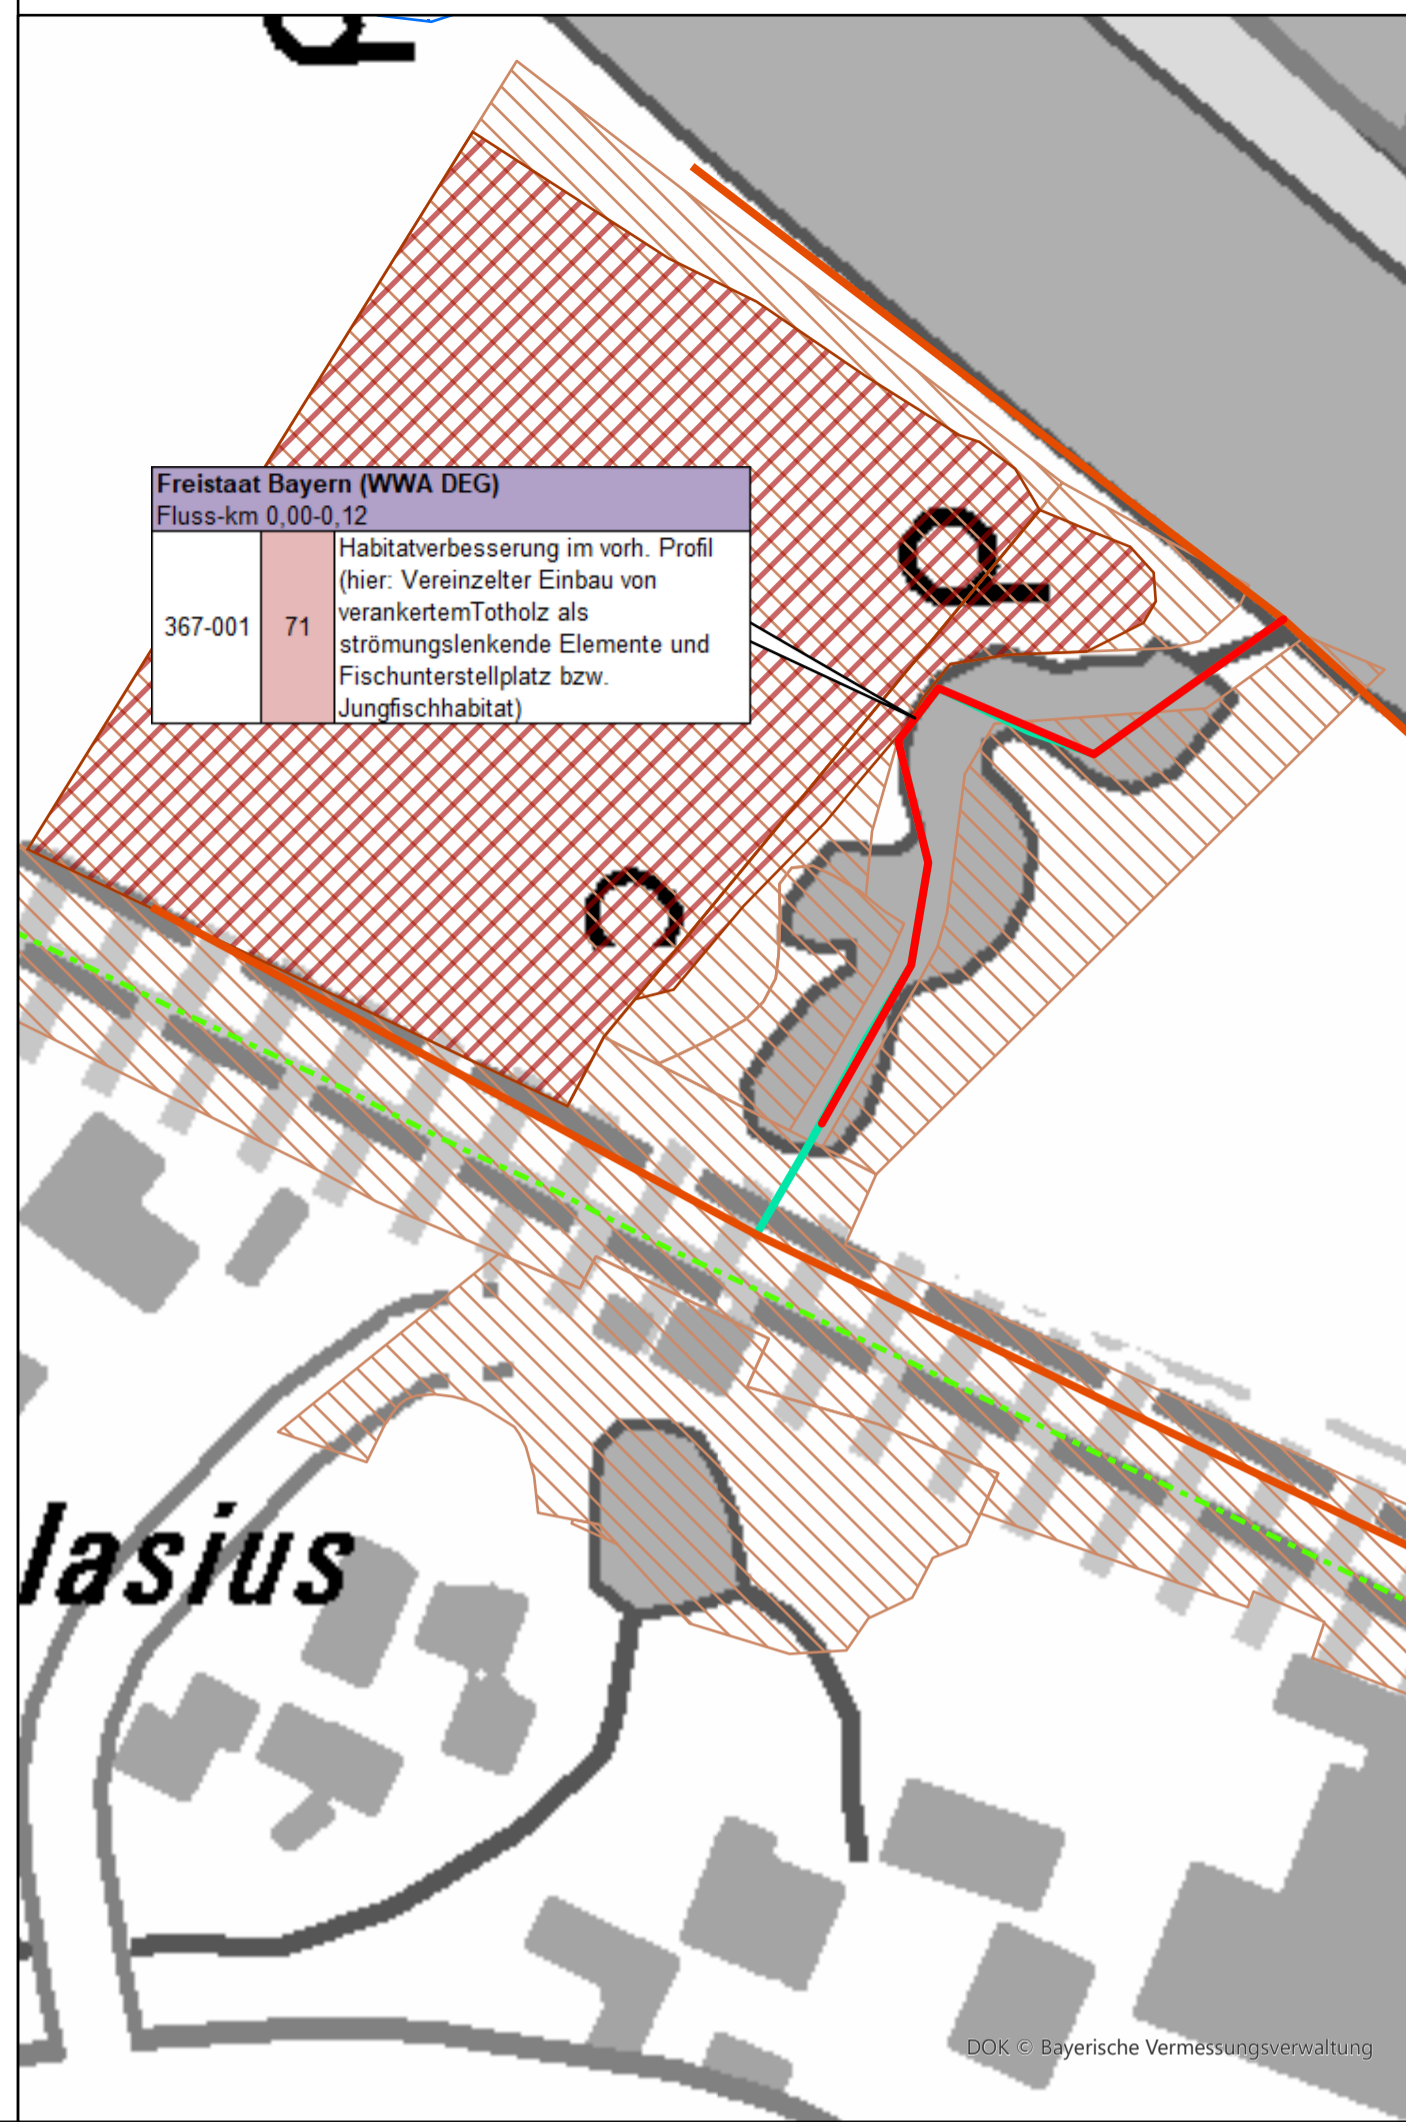 Freistaat Bayern (WWA DEG)
Fluss-km 0,00-0,12
367-001
71
Habitatverbesserung im vorh. Profil
(hier: Vereinzelter Einbau von
verankertemTotholz als
strömungslenkende Elemente und
Fischunterstellplatz bzw.
Jungfischhabitat)
lasius
DOK © Bayerische Vermessungsverwaltung